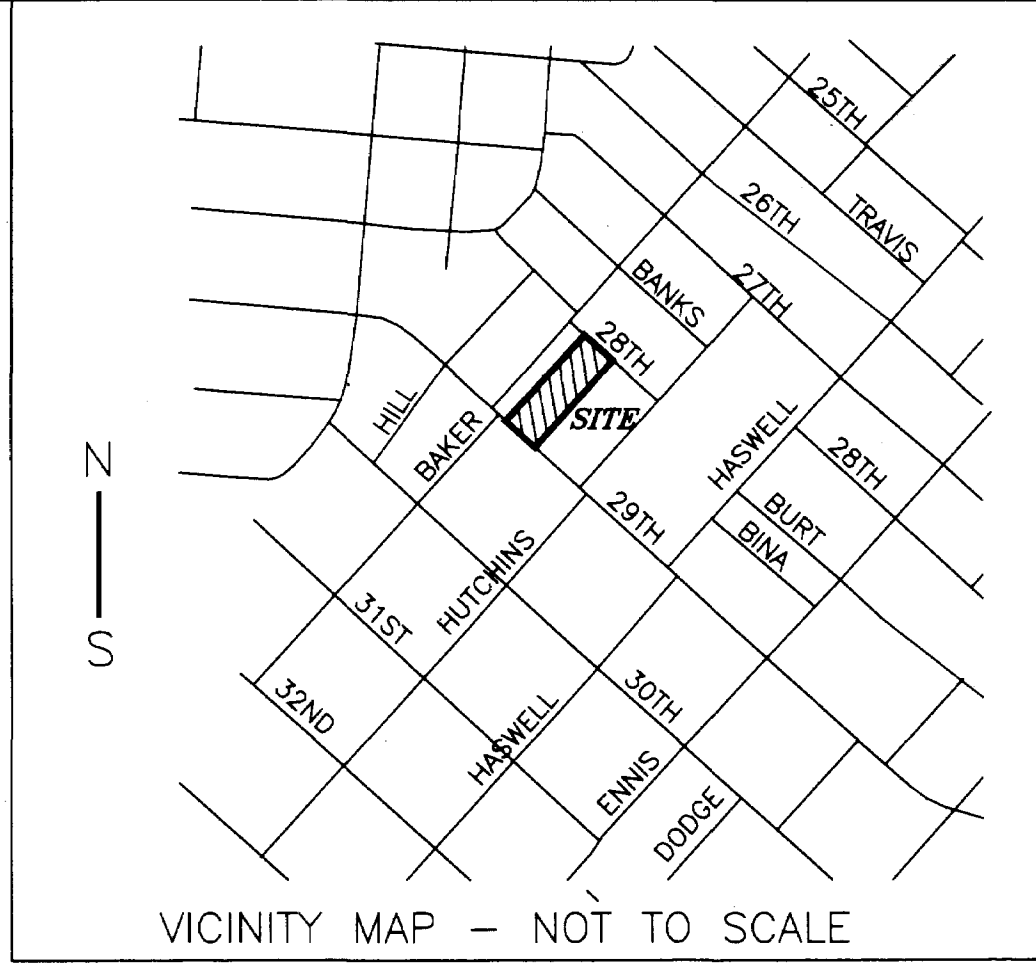 25TH
TRAVIS
26TH
BANKS
27TH
28TH
SITE
HILL
BAKER
HASWELL
28TH
BURT
BINA
29TH
N
S
HUTCHINS
31ST
32ND
HASWELL
30TH
ENNIS
DODGE
VICINITY MAP - NOT TO SCALE